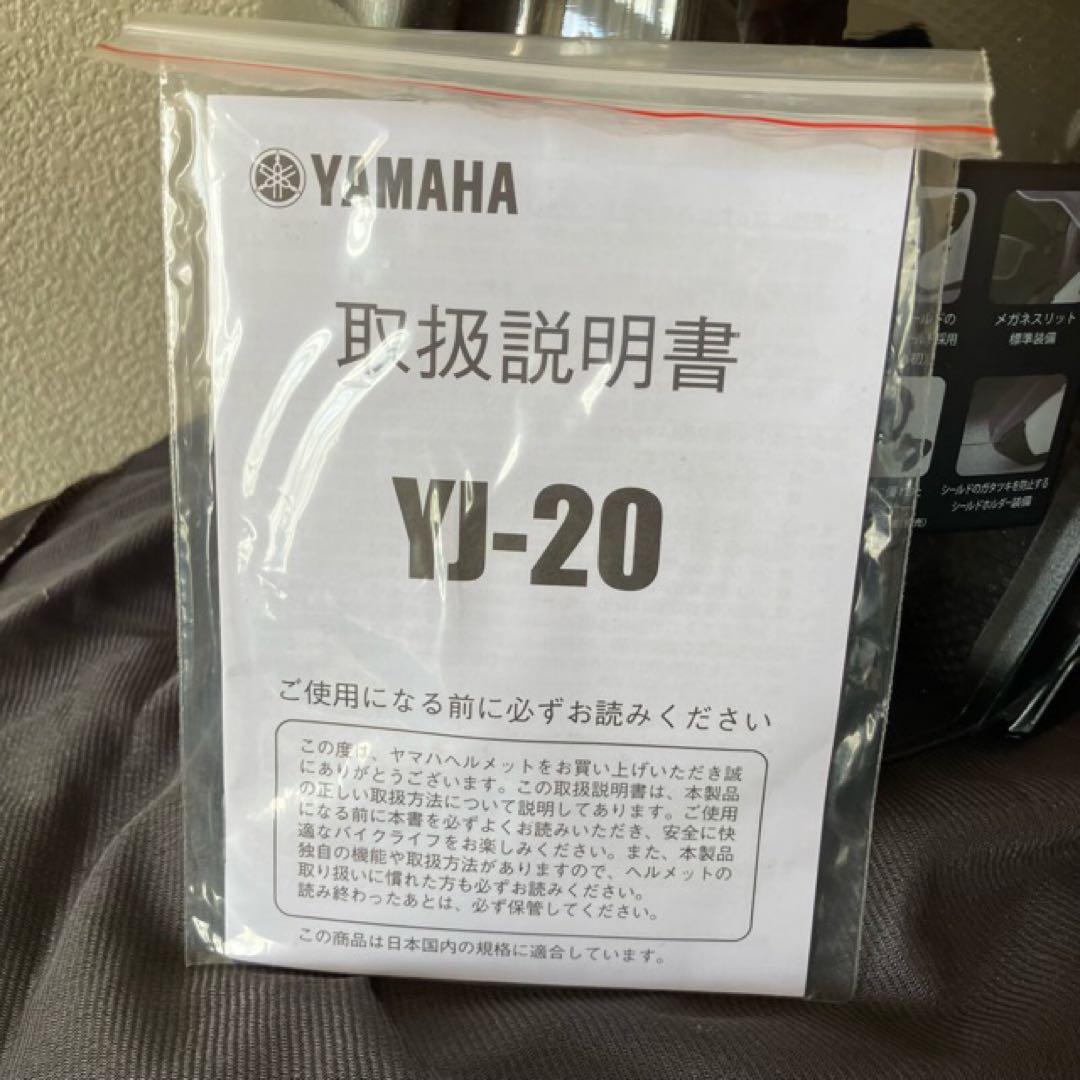 YAMAHA
取扱説明書
YJ-20
ご使用になる前に必ずお読みください
この度は、ヤマハヘルメットをお買い上げいただき誠
にありがとうございます。この取扱説明書は、本製品
の正しい取扱方法について説明してあります。ご使用
になる前に本書を必ずよくお読みいただき、安全に快
適なバイクライフをお楽しみください。また、本製品
独自の機能や取扱方法がありますので、ヘルメットの
取り扱いに慣れた方も必ずお読みください。
読み終わったあとは、必ず保管してください。
この商品は日本国内の規格に適合しています。
ールドの
ールド採用
メガネスリット
標準装備
シールドのガタツキを防止する
シールドホルダー装備